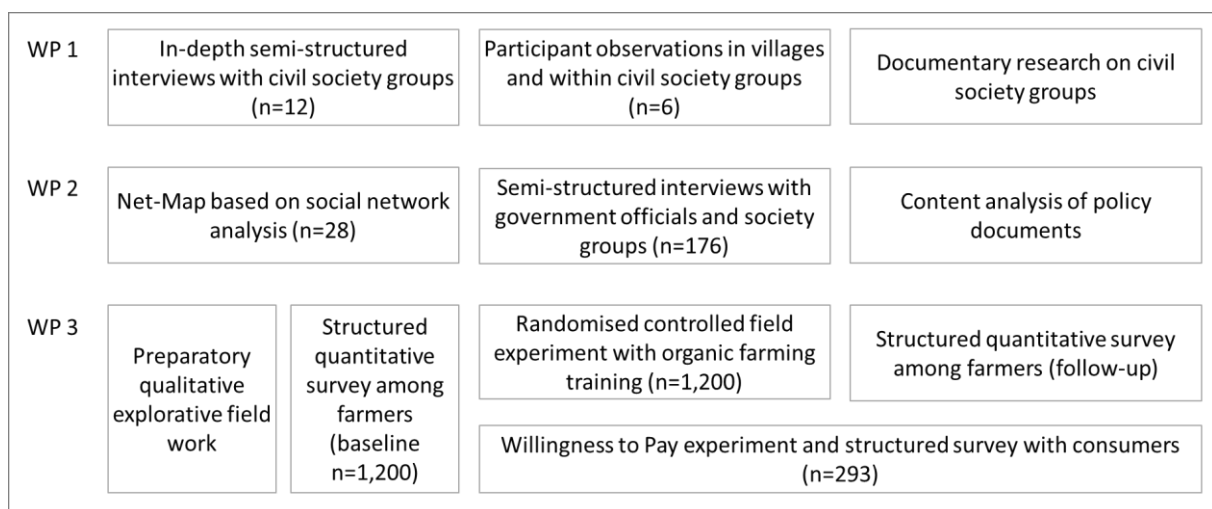 WP 1
In-depth semi-structured
interviews with civil society groups
(n=12)
Participant observations in villages
and within civil society groups
(n=6)
Documentary research on civil
society groups
WP 2
Net-Map based on social network
analysis (n=28)
Semi-structured interviews with
government officials and society
groups (n=176)
Content analysis of policy
documents
WP 3
Preparatory
qualitative
explorative field
work
Structured
quantitative
survey among
farmers
(baseline
n=1,200)
Randomised controlled field
experiment with organic farming
training (n=1,200)
Structured quantitative survey
among farmers (follow-up)
Willingness to Pay experiment and structured survey with consumers
(n=293)